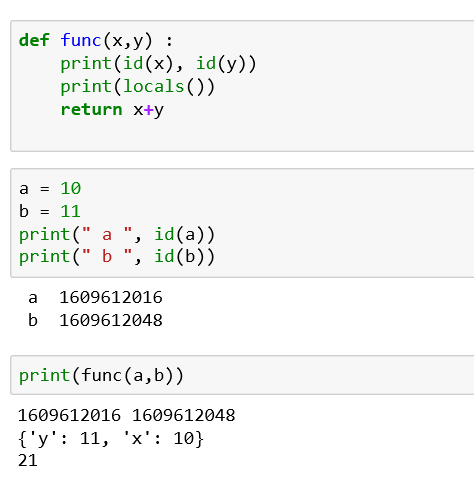 def func(x,y) :
    print(id(x), id(y))
    print(locals())
    return x+y
a = 10
b = 11
print(" a ", id(a))
print(" b ", id(b))
 a  1609612016
 b  1609612048
print(func(a,b))
1609612016 1609612048
{'y': 11, 'x': 10}
21